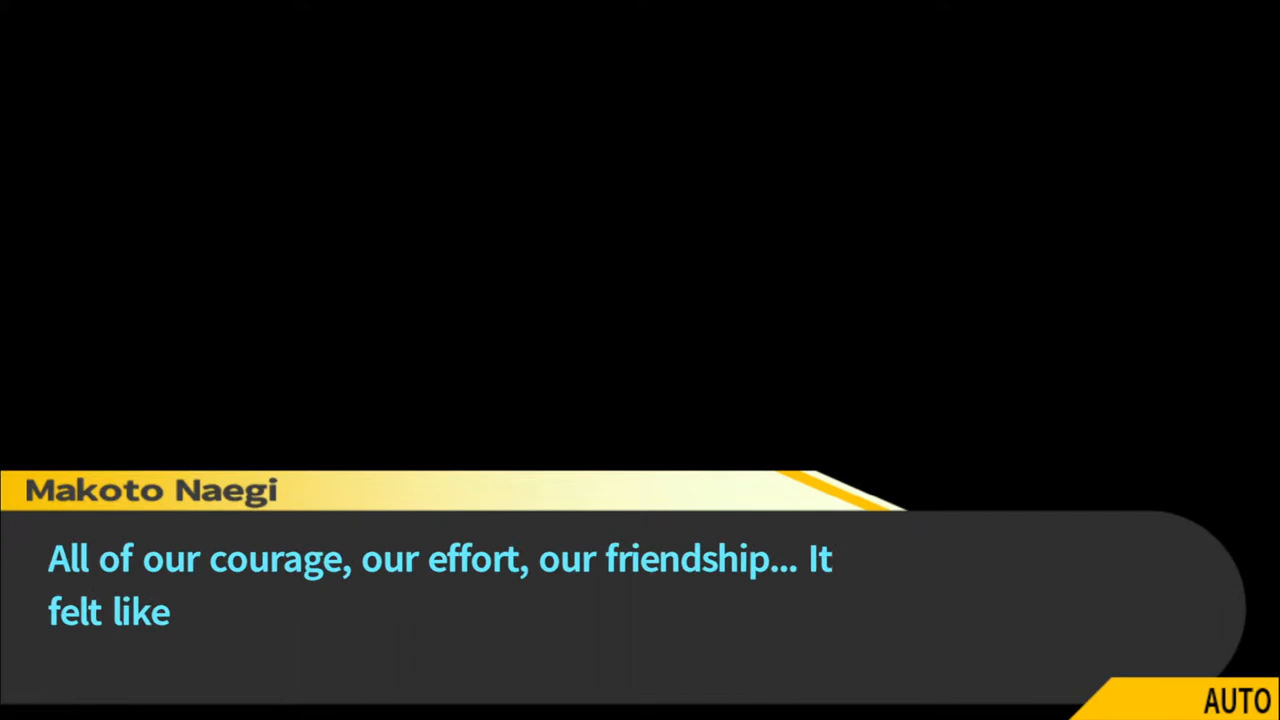 Makoto Naegi
All of our courage, our effort, our friendship... It
felt like
AUTO